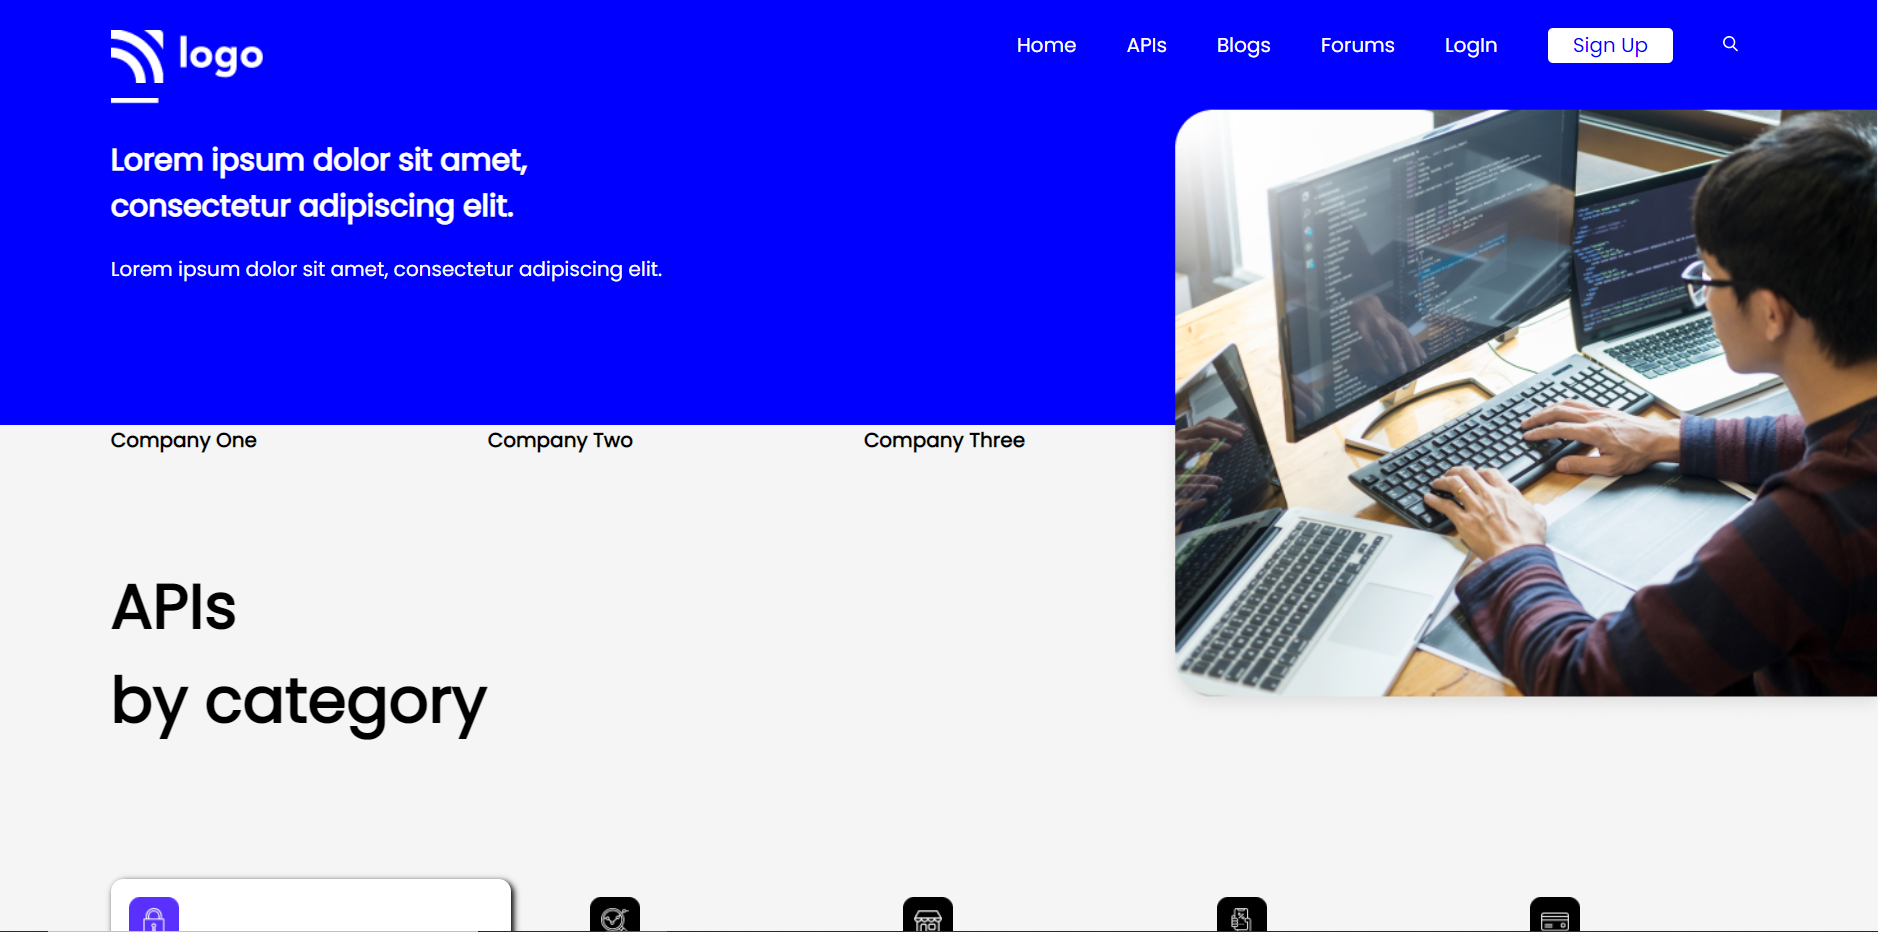 logo
Home
APIs
Blogs
Forums
LogIn
Sign Up
Lorem ipsum dolor sit amet,
consectetur adipiscing elit.
Lorem ipsum dolor sit amet, consectetur adipiscing elit.
Company One
Company Two
Company Three
APIs
by category